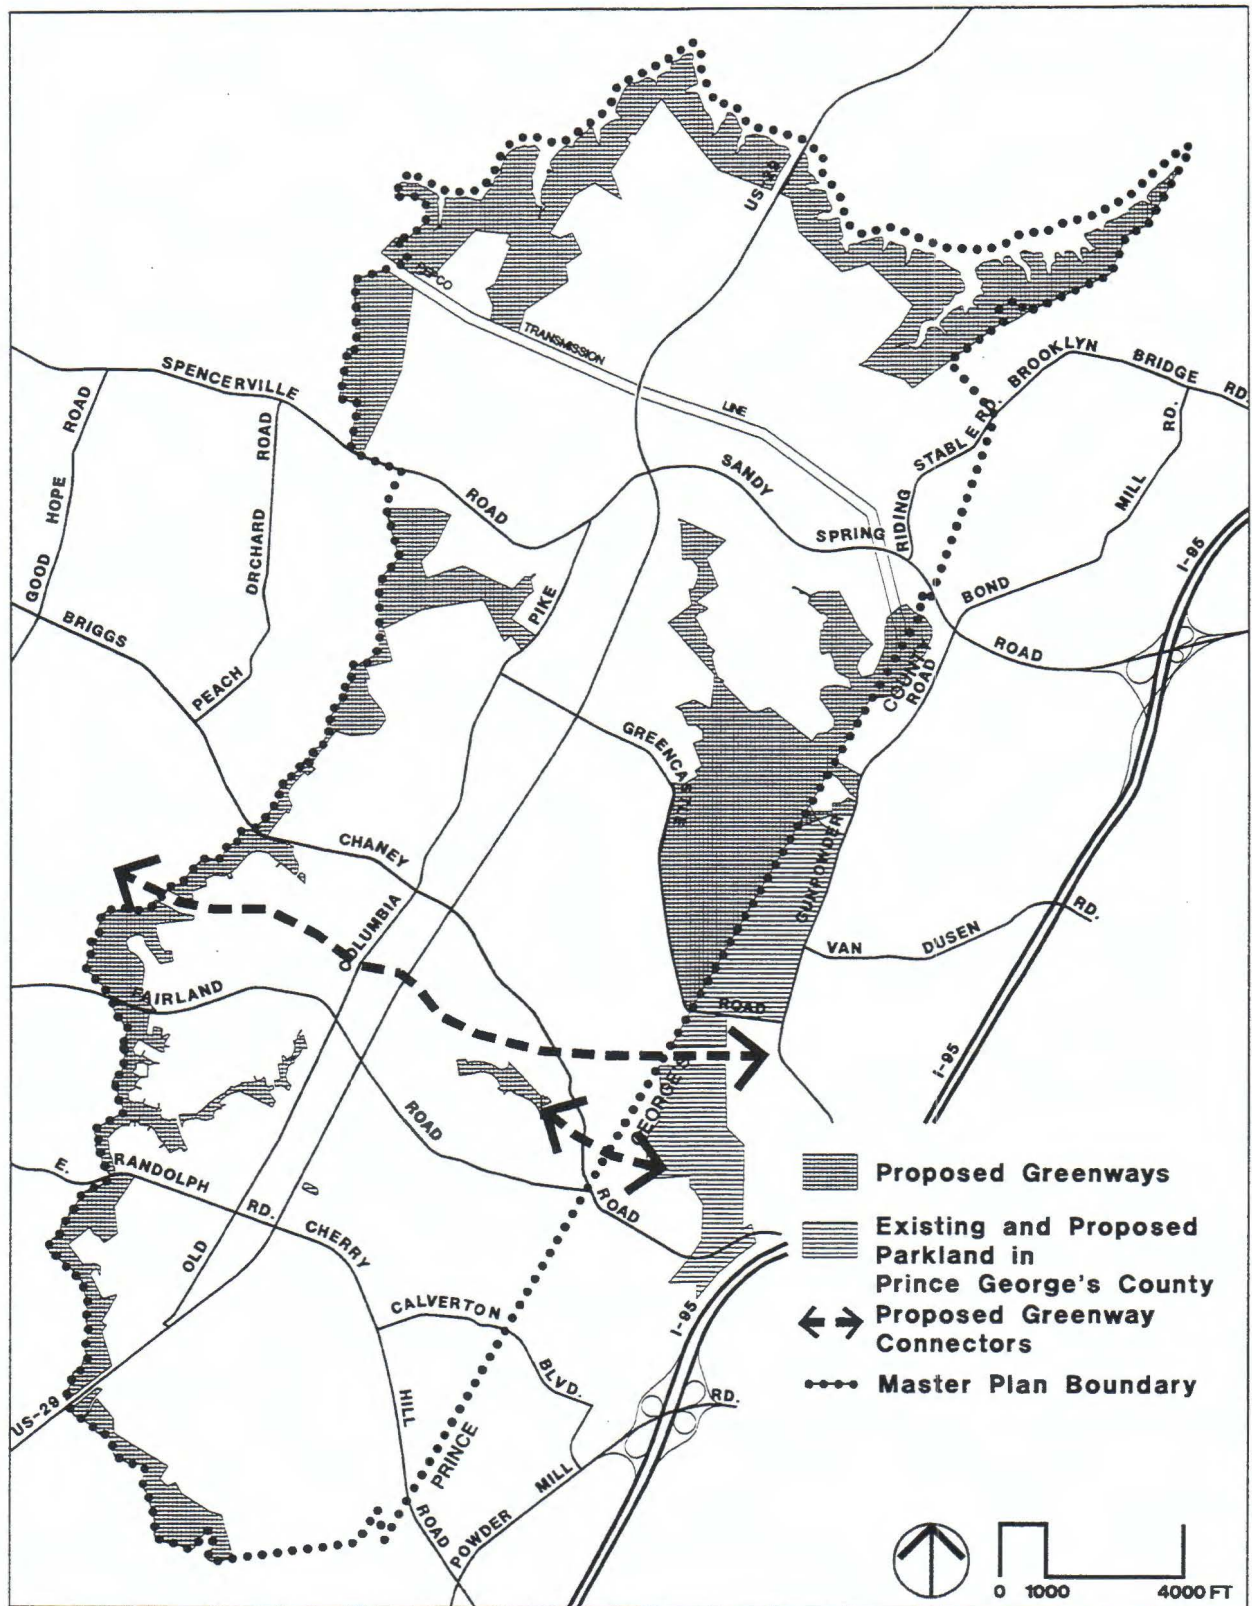 US-29
PEPCO
TRANSMISSION
LINE
SPENCERVILLE
ROAD
GOOD HOPE ROAD
PEACH ORCHARD ROAD
BRIGGS
CHANEY
ROAD
SANDY
SPRING
ROAD
RIDING STABLE RD.
BROOKLYN
BRIDGE
RD.
MILL RD.
BOND
I-95
PIKE
COLUMBIA
OLD
GREENCASTLE
ROAD
COUNTY
GUNPOWDER
ROAD
VAN
DUSEN
RD.
I-95
FAIRLAND
ROAD
GEORGE'S
PRINCE
E.
RANDOLPH
RD.
CHERRY
HILL
ROAD
CALVERTON
BLVD.
POWDER
MILL
RD.
I-95
US-29
Proposed Greenways
Existing and Proposed
Parkland in
Prince George's County
Proposed Greenway
Connectors
Master Plan Boundary
0 1000 4000 FT